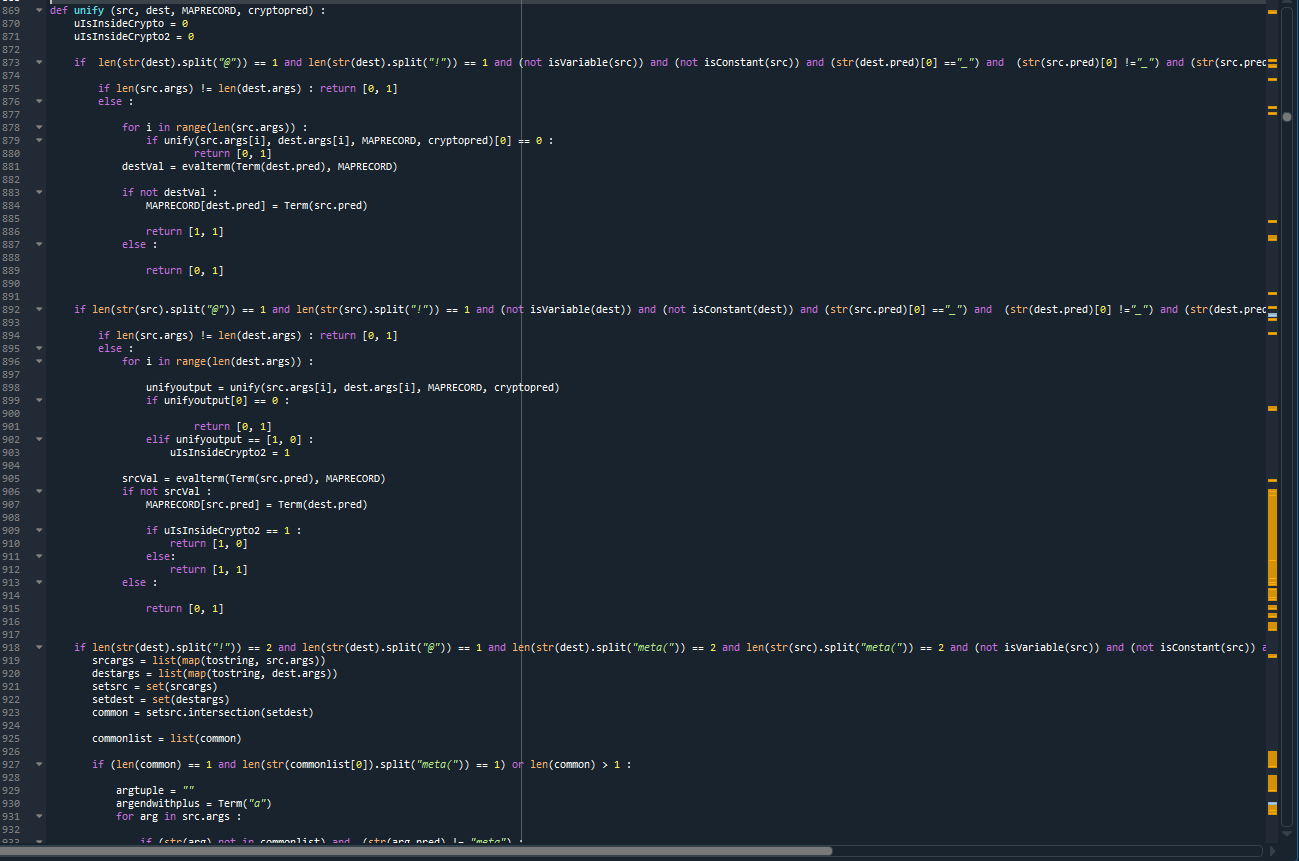 869 def unify (src, dest, MAPRECORD, cryptopred) :
870 uIsInsideCrypto = 0
871 uIsInsideCrypto2 = 0
872
873 if  len(str(dest).split("@")) == 1 and len(str(dest).split("!")) == 1 and (not isVariable(src)) and (not isConstant(src)) and (str(dest.pred)[0] =="_") and  (str(src.pred)[0] !="_") and (str(src.pred
874
875 if len(src.args) != len(dest.args) : return [0, 1]
876 else :
877
878 for i in range(len(src.args)) :
879 if unify(src.args[i], dest.args[i], MAPRECORD, cryptopred)[0] == 0 :
880 return [0, 1]
881 destVal = evalterm(Term(dest.pred), MAPRECORD)
882
883 if not destVal :
884 MAPRECORD[dest.pred] = Term(src.pred)
885
886 return [1, 1]
887 else :
888
889 return [0, 1]
890
891
892 if len(str(src).split("@")) == 1 and len(str(src).split("!")) == 1 and (not isVariable(dest)) and (not isConstant(dest)) and (str(src.pred)[0] =="_") and  (str(dest.pred)[0] !="_") and (str(dest.pred
893
894 if len(src.args) != len(dest.args) : return [0, 1]
895 else :
896 for i in range(len(dest.args)) :
897
898 unifyoutput = unify(src.args[i], dest.args[i], MAPRECORD, cryptopred)
899 if unifyoutput[0] == 0 :
900
901 return [0, 1]
902 elif unifyoutput == [1, 0] :
903 uIsInsideCrypto2 = 1
904
905 srcVal = evalterm(Term(src.pred), MAPRECORD)
906 if not srcVal :
907 MAPRECORD[src.pred] = Term(dest.pred)
908
909 if uIsInsideCrypto2 == 1 :
910 return [1, 0]
911 else:
912 return [1, 1]
913 else :
914
915 return [0, 1]
916
917
918 if len(str(dest).split("!")) == 2 and len(str(dest).split("@")) == 1 and len(str(dest).split("meta(")) == 2 and len(str(src).split("meta(")) == 2 and (not isVariable(src)) and (not isConstant(src)) a
919 srcargs = list(map(tostring, src.args))
920 destargs = list(map(tostring, dest.args))
921 setsrc = set(srcargs)
922 setdest = set(destargs)
923 common = setsrc.intersection(setdest)
924
925 commonlist = list(common)
926
927 if (len(common) == 1 and len(str(commonlist[0]).split("meta(")) == 1) or len(common) > 1 :
928
929 argtuple = ""
930 argendwithplus = Term("a")
931 for arg in src.args :
932
933 if (str(arg) not in commonlist) and  (str(arg.pred) != "meta") :